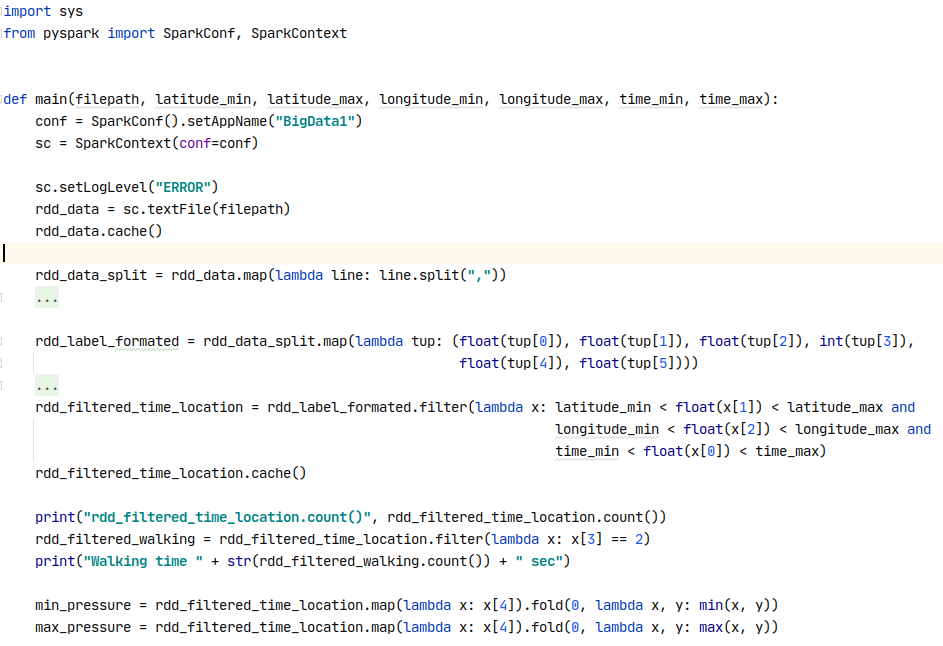 import sys
from pyspark import SparkConf, SparkContext
def main(filepath, latitude_min, latitude_max, longitude_min, longitude_max, time_min, time_max):
    conf = SparkConf().setAppName("BigData1")
    sc = SparkContext(conf=conf)
    sc.setLogLevel("ERROR")
    rdd_data = sc.textFile(filepath)
    rdd_data.cache()
    rdd_data_split = rdd_data.map(lambda line: line.split(","))
    ...
    rdd_label_formated = rdd_data_split.map(lambda tup: (float(tup[0]), float(tup[1]), float(tup[2]), int(tup[3]),
                                                         float(tup[4]), float(tup[5])))
    ...
    rdd_filtered_time_location = rdd_label_formated.filter(lambda x: latitude_min < float(x[1]) < latitude_max and
                                                                     longitude_min < float(x[2]) < longitude_max and
                                                                     time_min < float(x[0]) < time_max)
    rdd_filtered_time_location.cache()
    print("rdd_filtered_time_location.count()", rdd_filtered_time_location.count())
    rdd_filtered_walking = rdd_filtered_time_location.filter(lambda x: x[3] == 2)
    print("Walking time " + str(rdd_filtered_walking.count()) + " sec")
    min_pressure = rdd_filtered_time_location.map(lambda x: x[4]).fold(0, lambda x, y: min(x, y))
    max_pressure = rdd_filtered_time_location.map(lambda x: x[4]).fold(0, lambda x, y: max(x, y))